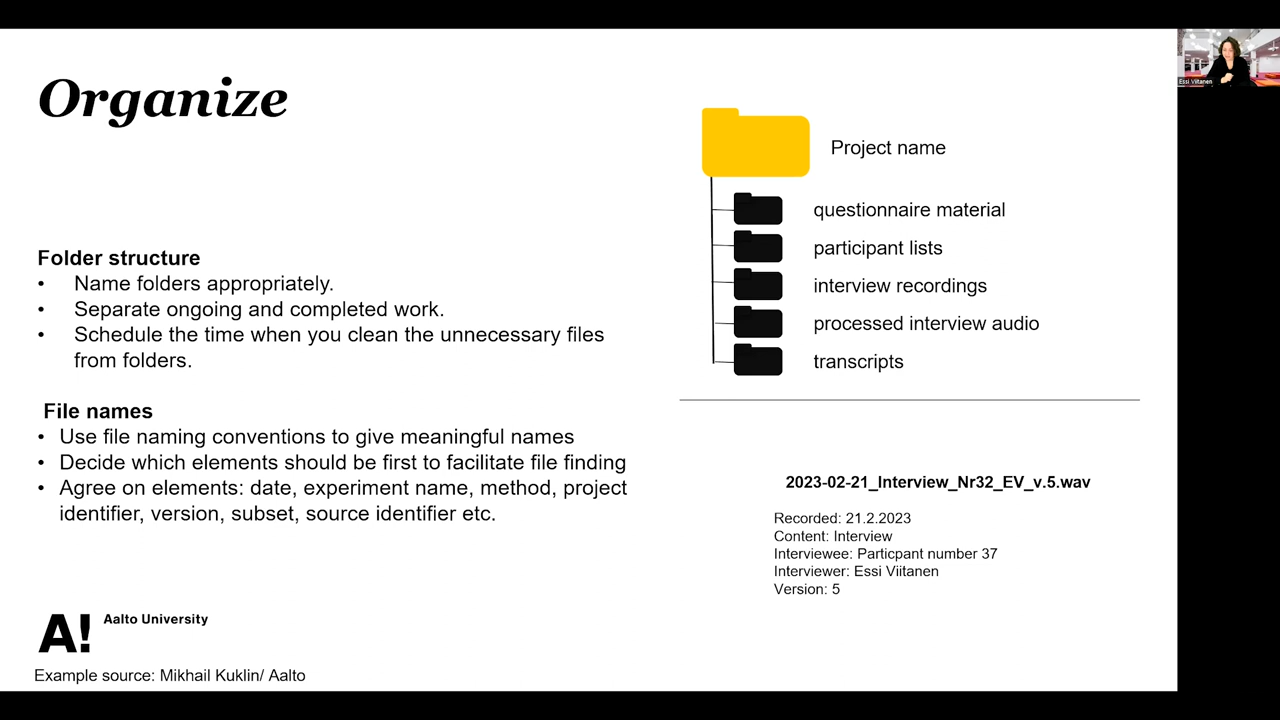 Organize
Folder structure
• Name folders appropriately.
• Separate ongoing and completed work.
• Schedule the time when you clean the unnecessary files
from folders.
File names
• Use file naming conventions to give meaningful names
• Decide which elements should be first to facilitate file finding
• Agree on elements: date, experiment name, method, project
identifier, version, subset, source identifier etc.
A! Aalto University
Example source: Mikhail Kuklin/ Aalto
Project name
questionnaire material
participant lists
interview recordings
processed interview audio
transcripts
2023-02-21_Interview_Nr32_EV_v.5.wav
Recorded: 21.2.2023
Content: Interview
Interviewee: Particpant number 37
Interviewer: Essi Viitanen
Version: 5
Essi Viitanen